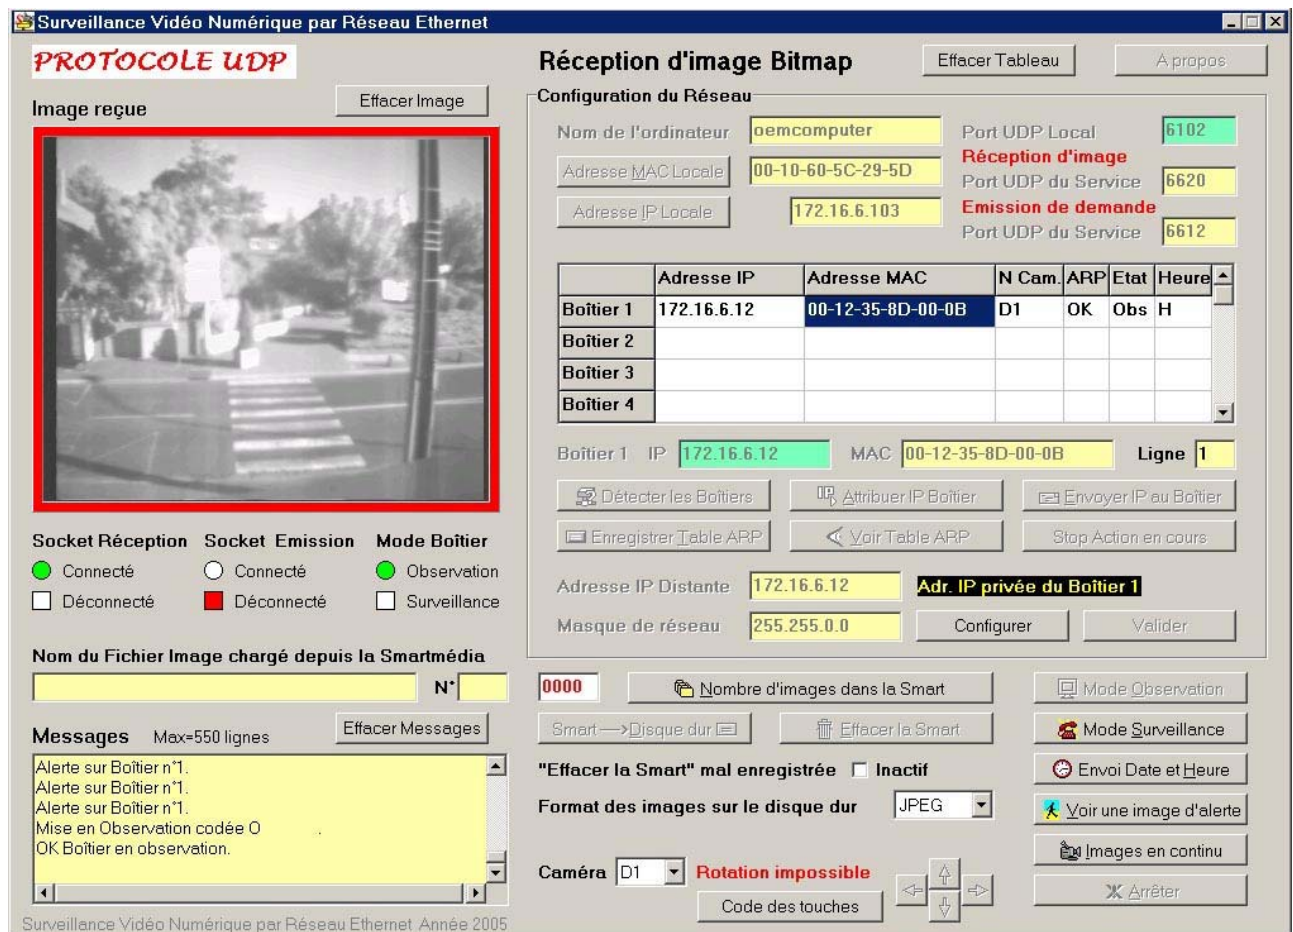 Surveillance Vidéo Numérique par Réseau Ethernet
PROTOCOLE UDP
Image reçue
Effacer Image
Socket Réception Socket Emission Mode Boîtier
Connecté Connecté Observation
Déconnecté Déconnecté Surveillance
Nom du Fichier Image chargé depuis la Smartmédia
N°
Messages Max=550 lignes Effacer Messages
Alerte sur Boîtier n°1.
Alerte sur Boîtier n°1.
Alerte sur Boîtier n°1.
Mise en Observation codée O .
OK Boîtier en observation.
Surveillance Vidéo Numérique par Réseau Ethernet Année 2005
Réception d'image Bitmap Effacer Tableau A propos
Configuration du Réseau
Nom de l'ordinateur oemcomputer Port UDP Local 6102
Réception d'image
Adresse MAC Locale 00-10-60-5C-29-5D Port UDP du Service 6620
Emission de demande
Adresse IP Locale 172.16.6.103 Port UDP du Service 6612
Adresse IP Adresse MAC N Cam. ARP Etat Heure
Boîtier 1 172.16.6.12 00-12-35-8D-00-0B D1 OK Obs H
Boîtier 2
Boîtier 3
Boîtier 4
Boîtier 1 IP 172.16.6.12 MAC 00-12-35-8D-00-0B Ligne 1
Détecter les Boîtiers IP Attribuer IP Boîtier Envoyer IP au Boîtier
Enregistrer Table ARP Voir Table ARP Stop Action en cours
Adresse IP Distante 172.16.6.12 Adr. IP privée du Boîtier 1
Masque de réseau 255.255.0.0 Configurer Valider
0000 Nombre d'images dans la Smart Mode Observation
Smart—>Disque dur Effacer la Smart Mode Surveillance
"Effacer la Smart" mal enregistrée Inactif Envoi Date et Heure
Format des images sur le disque dur JPEG Voir une image d'alerte
Images en continu
Caméra D1 Rotation impossible Arrêter
Code des touches